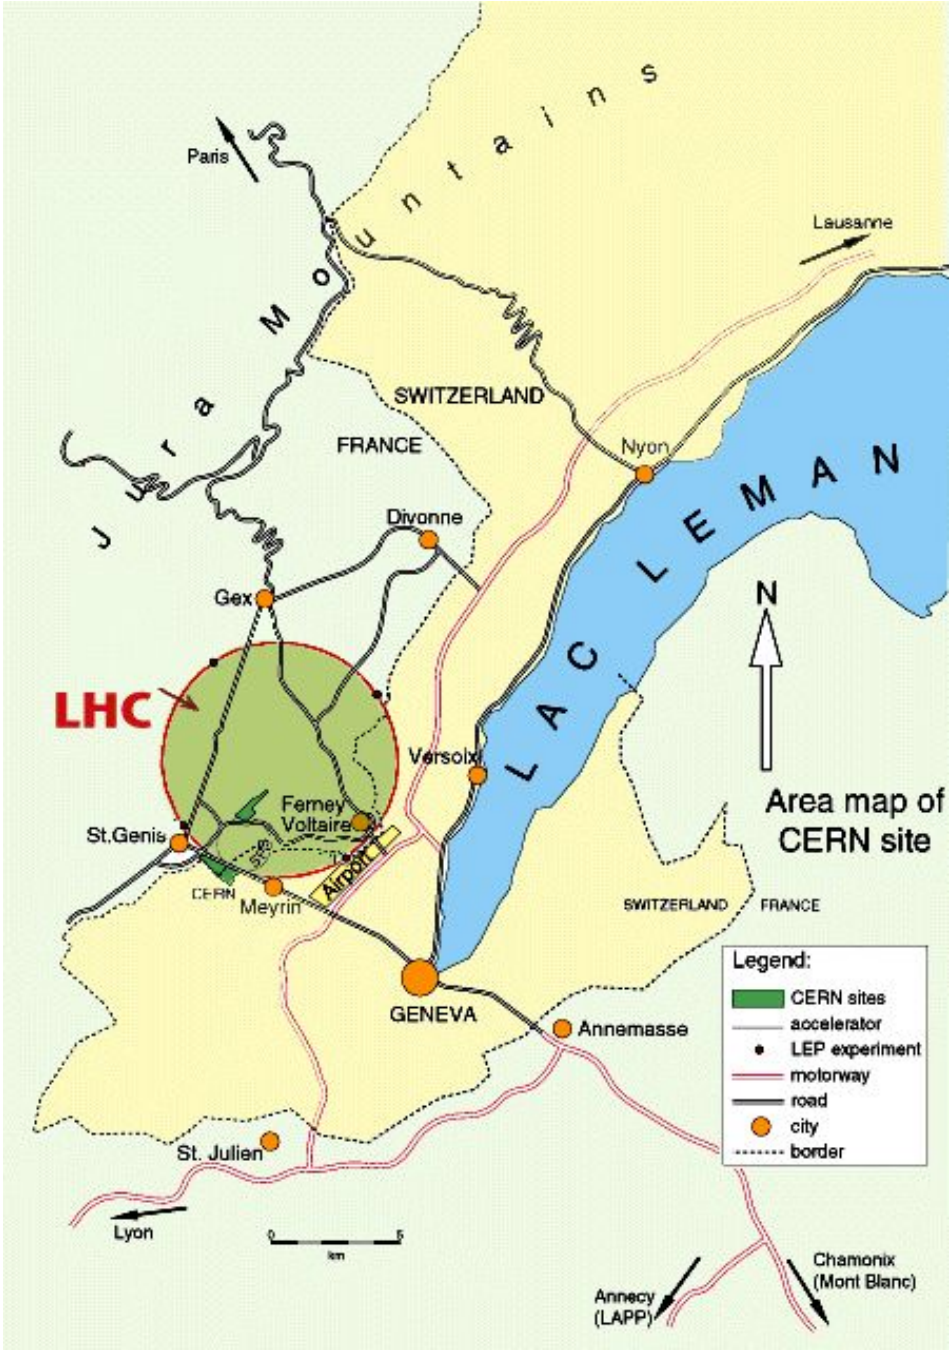 Jura Mountains
Paris
Lausanne
SWITZERLAND
FRANCE
Nyon
Divonne
LAC LEMAN
Gex
N
LHC
Versoix
Area map of
CERN site
Ferney
Voltaire
St.Genis
SPS
Airport
CERN
Meyrin
SWITZERLAND
FRANCE
GENEVA
Annemasse
Legend:
CERN sites
accelerator
LEP experiment
motorway
road
city
border
St. Julien
Lyon
0 5
km
Chamonix
(Mont Blanc)
Annecy
(LAPP)